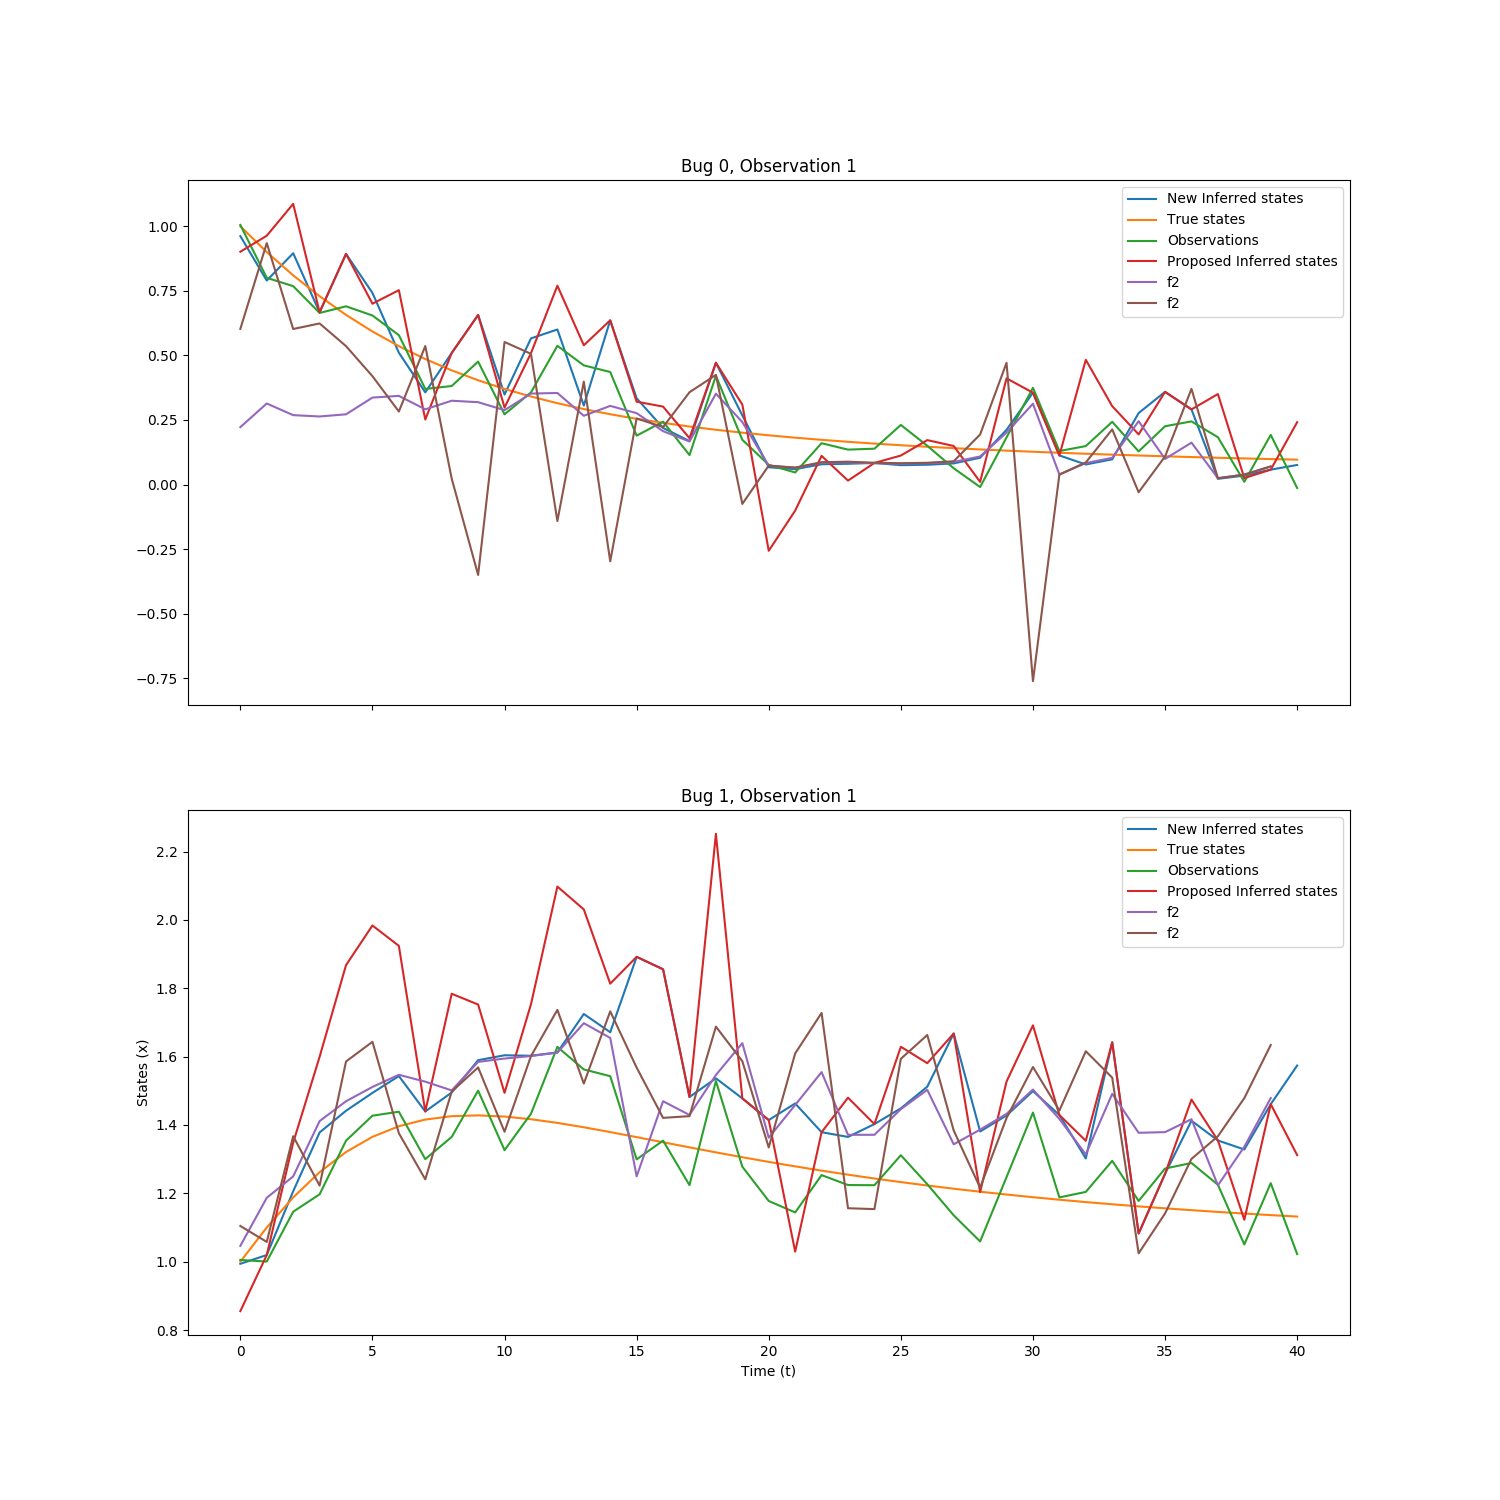 Bug 0, Observation 1
New Inferred states
True states
Observations
Proposed Inferred states
f2
f2
1.00
0.75
0.50
0.25
0.00
−0.25
−0.50
−0.75
Bug 1, Observation 1
New Inferred states
True states
Observations
Proposed Inferred states
f2
f2
2.2
2.0
1.8
1.6
1.4
1.2
1.0
0.8
States (x)
0 5 10 15 20 25 30 35 40
Time (t)